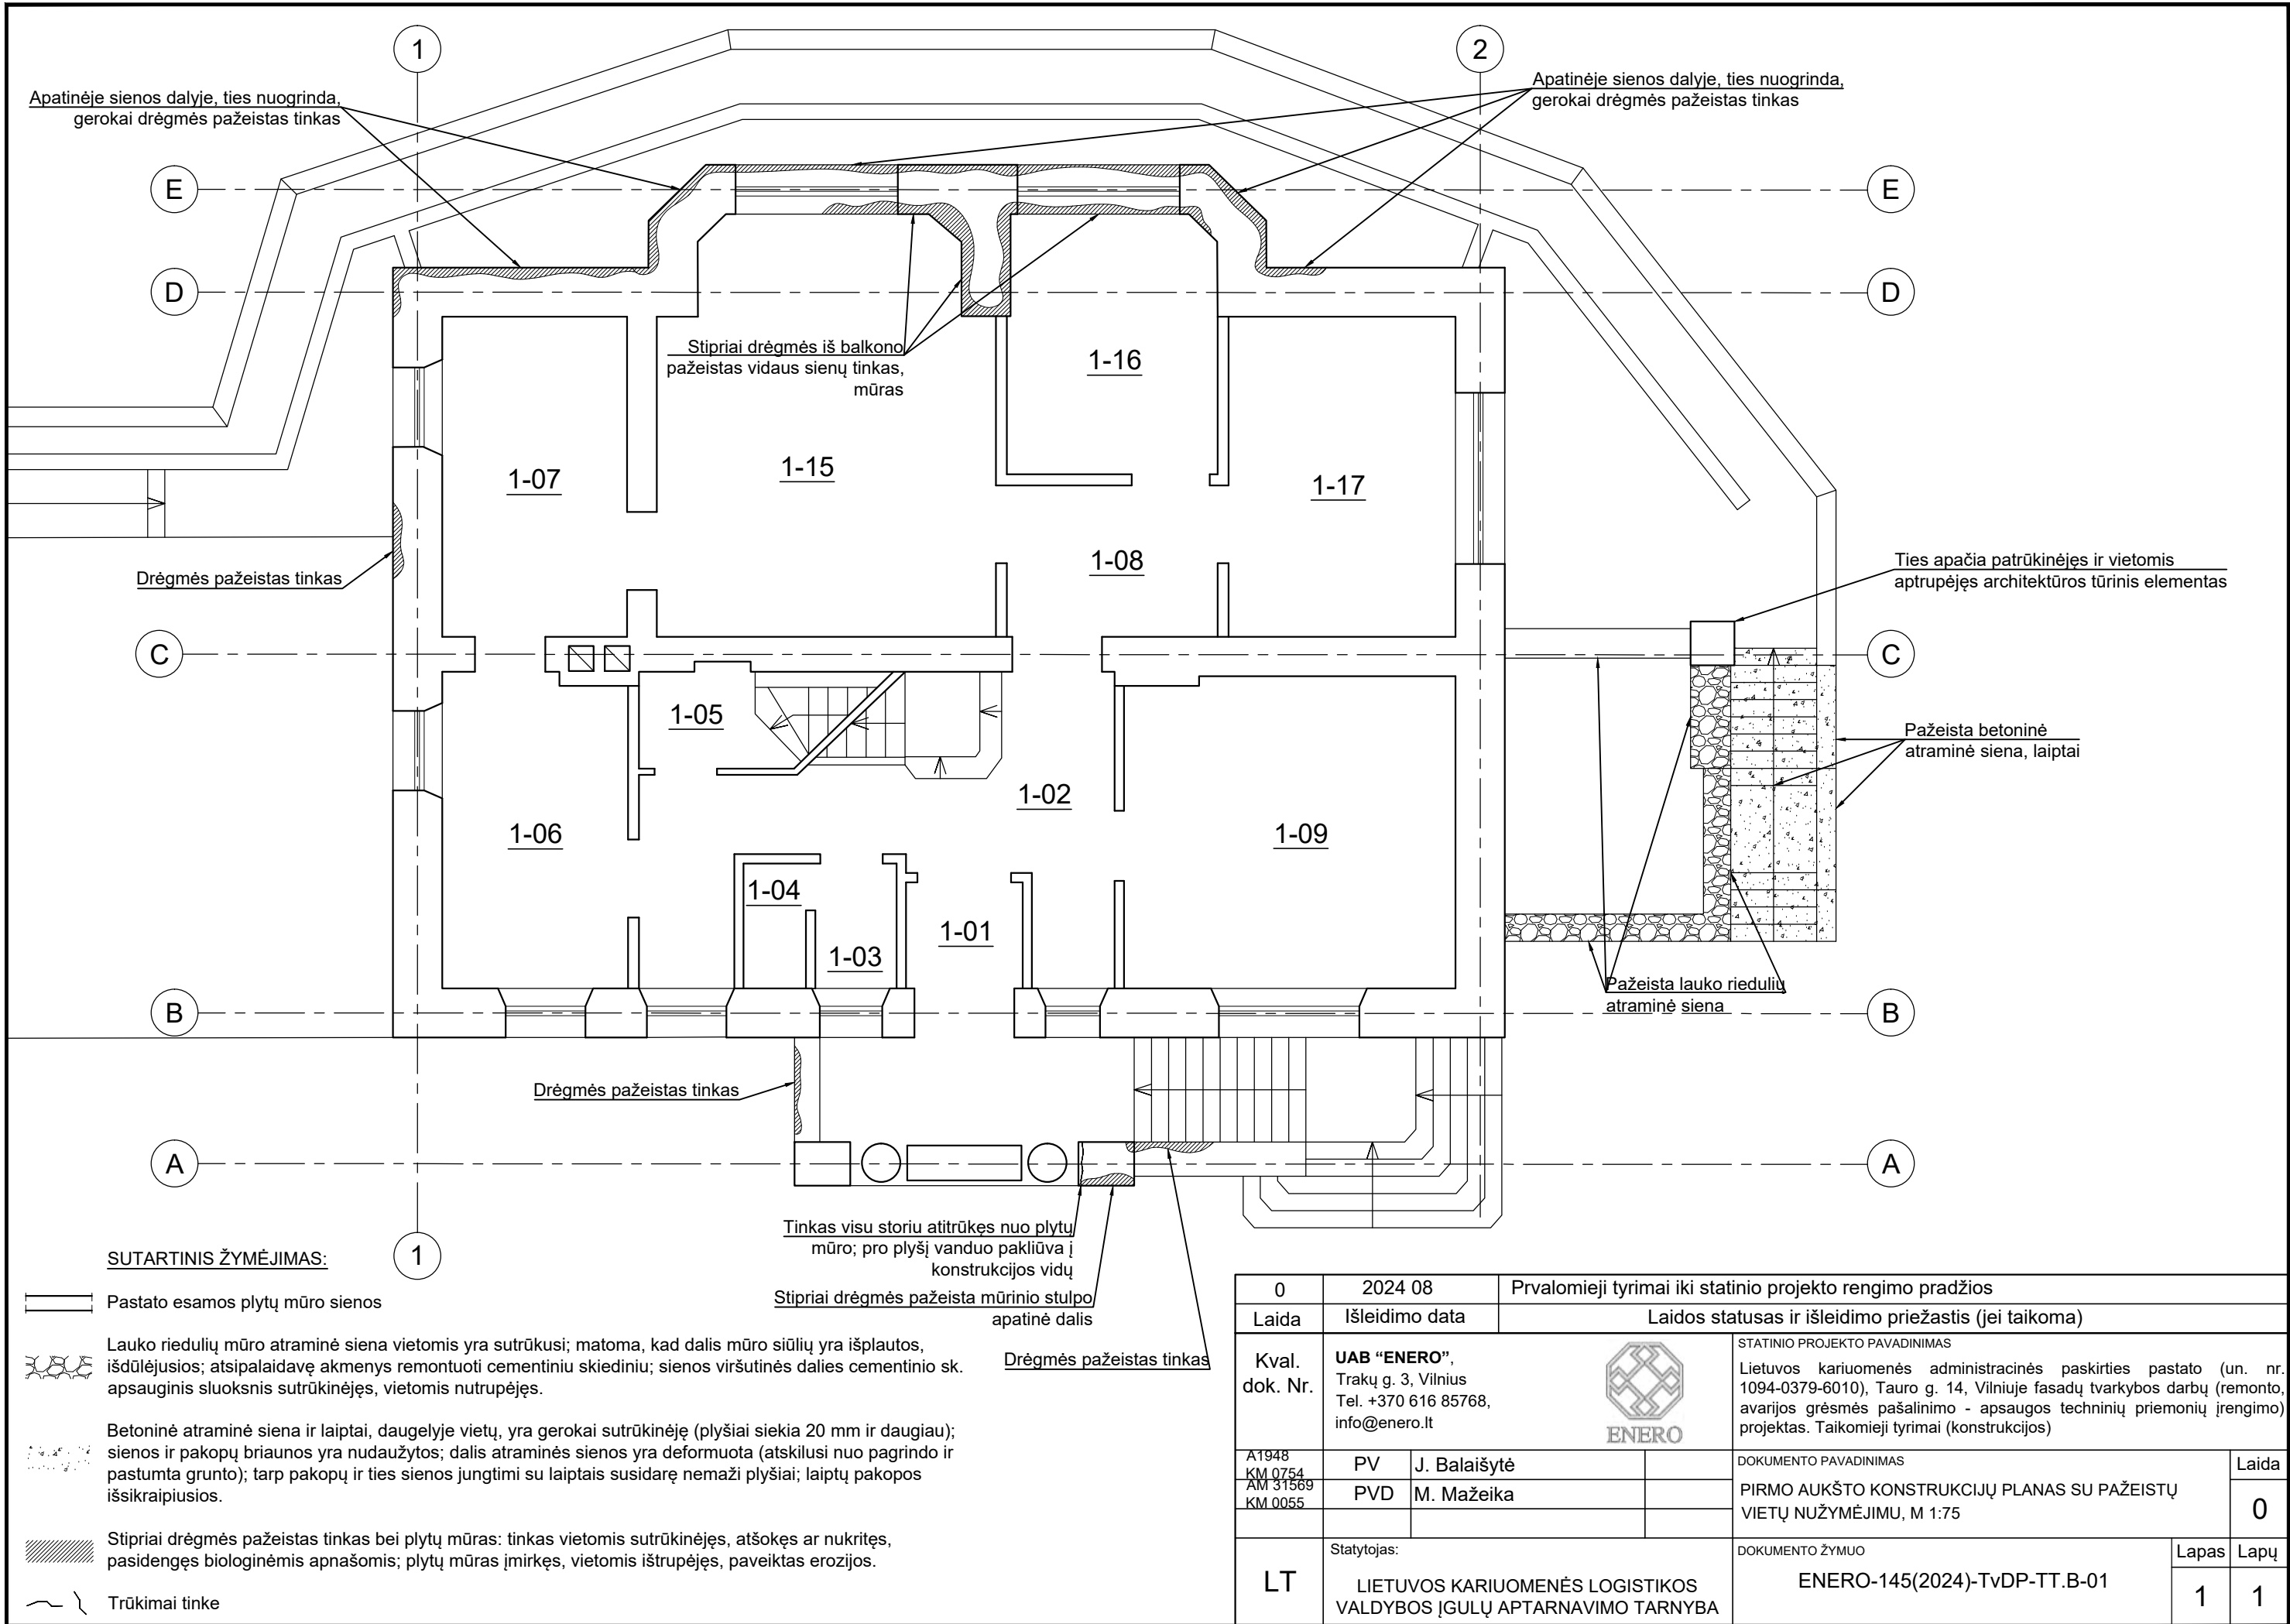 1
2
Apatinėje sienos dalyje, ties nuogrinda,
gerokai drėgmės pažeistas tinkas
Apatinėje sienos dalyje, ties nuogrinda,
gerokai drėgmės pažeistas tinkas
E
E
D
D
Stipriai drėgmės iš balkono
pažeistas vidaus sienų tinkas,
mūras
1-16
1-07
1-15
1-17
1-08
Drėgmės pažeistas tinkas
Ties apačia patrūkinėjęs ir vietomis
aptrupėjęs architektūros tūrinis elementas
C
C
1-05
Pažeista betoninė
atraminė siena, laiptai
1-02
1-06
1-09
1-04
1-01
1-03
Pažeista lauko riedulių
atraminė siena
B
B
Drėgmės pažeistas tinkas
A
A
Tinkas visu storiu atitrūkęs nuo plytų
mūro; pro plyšį vanduo pakliūva į
konstrukcijos vidų
Stipriai drėgmės pažeista mūrinio stulpo
apatinė dalis
Drėgmės pažeistas tinkas
1
SUTARTINIS ŽYMĖJIMAS:
Pastato esamos plytų mūro sienos
Lauko riedulių mūro atraminė siena vietomis yra sutrūkusi; matoma, kad dalis mūro siūlių yra išplautos,
išdūlėjusios; atsipalaidavę akmenys remontuoti cementiniu skiediniu; sienos viršutinės dalies cementinio sk.
apsauginis sluoksnis sutrūkinėjęs, vietomis nutrupėjęs.
Betoninė atraminė siena ir laiptai, daugelyje vietų, yra gerokai sutrūkinėję (plyšiai siekia 20 mm ir daugiau);
sienos ir pakopų briaunos yra nudaužytos; dalis atraminės sienos yra deformuota (atskilusi nuo pagrindo ir
pastumta grunto); tarp pakopų ir ties sienos jungtimi su laiptais susidarę nemaži plyšiai; laiptų pakopos
išsikraipiusios.
Stipriai drėgmės pažeistas tinkas bei plytų mūras: tinkas vietomis sutrūkinėjęs, atšokęs ar nukritęs,
pasidengęs biologinėmis apnašomis; plytų mūras įmirkęs, vietomis ištrupėjęs, paveiktas erozijos.
Trūkimai tinke
0
2024 08
Prvalomieji tyrimai iki statinio projekto rengimo pradžios
Laida
Išleidimo data
Laidos statusas ir išleidimo priežastis (jei taikoma)
Kval.
dok. Nr.
UAB “ENERO”,
Trakų g. 3, Vilnius
Tel. +370 616 85768,
info@enero.lt
ENERO
STATINIO PROJEKTO PAVADINIMAS
Lietuvos kariuomenės administracinės paskirties pastato (un. nr.
1094-0379-6010), Tauro g. 14, Vilniuje fasadų tvarkybos darbų (remonto,
avarijos grėsmės pašalinimo - apsaugos techninių priemonių įrengimo)
projektas. Taikomieji tyrimai (konstrukcijos)
A1948
KM 0754
PV
J. Balaišytė
AM 31569
KM 0055
PVD
M. Mažeika
DOKUMENTO PAVADINIMAS
PIRMO AUKŠTO KONSTRUKCIJŲ PLANAS SU PAŽEISTŲ
VIETŲ NUŽYMĖJIMU, M 1:75
Laida
0
LT
Statytojas:
LIETUVOS KARIUOMENĖS LOGISTIKOS
VALDYBOS ĮGULŲ APTARNAVIMO TARNYBA
DOKUMENTO ŽYMUO
ENERO-145(2024)-TvDP-TT.B-01
Lapas
Lapų
1
1